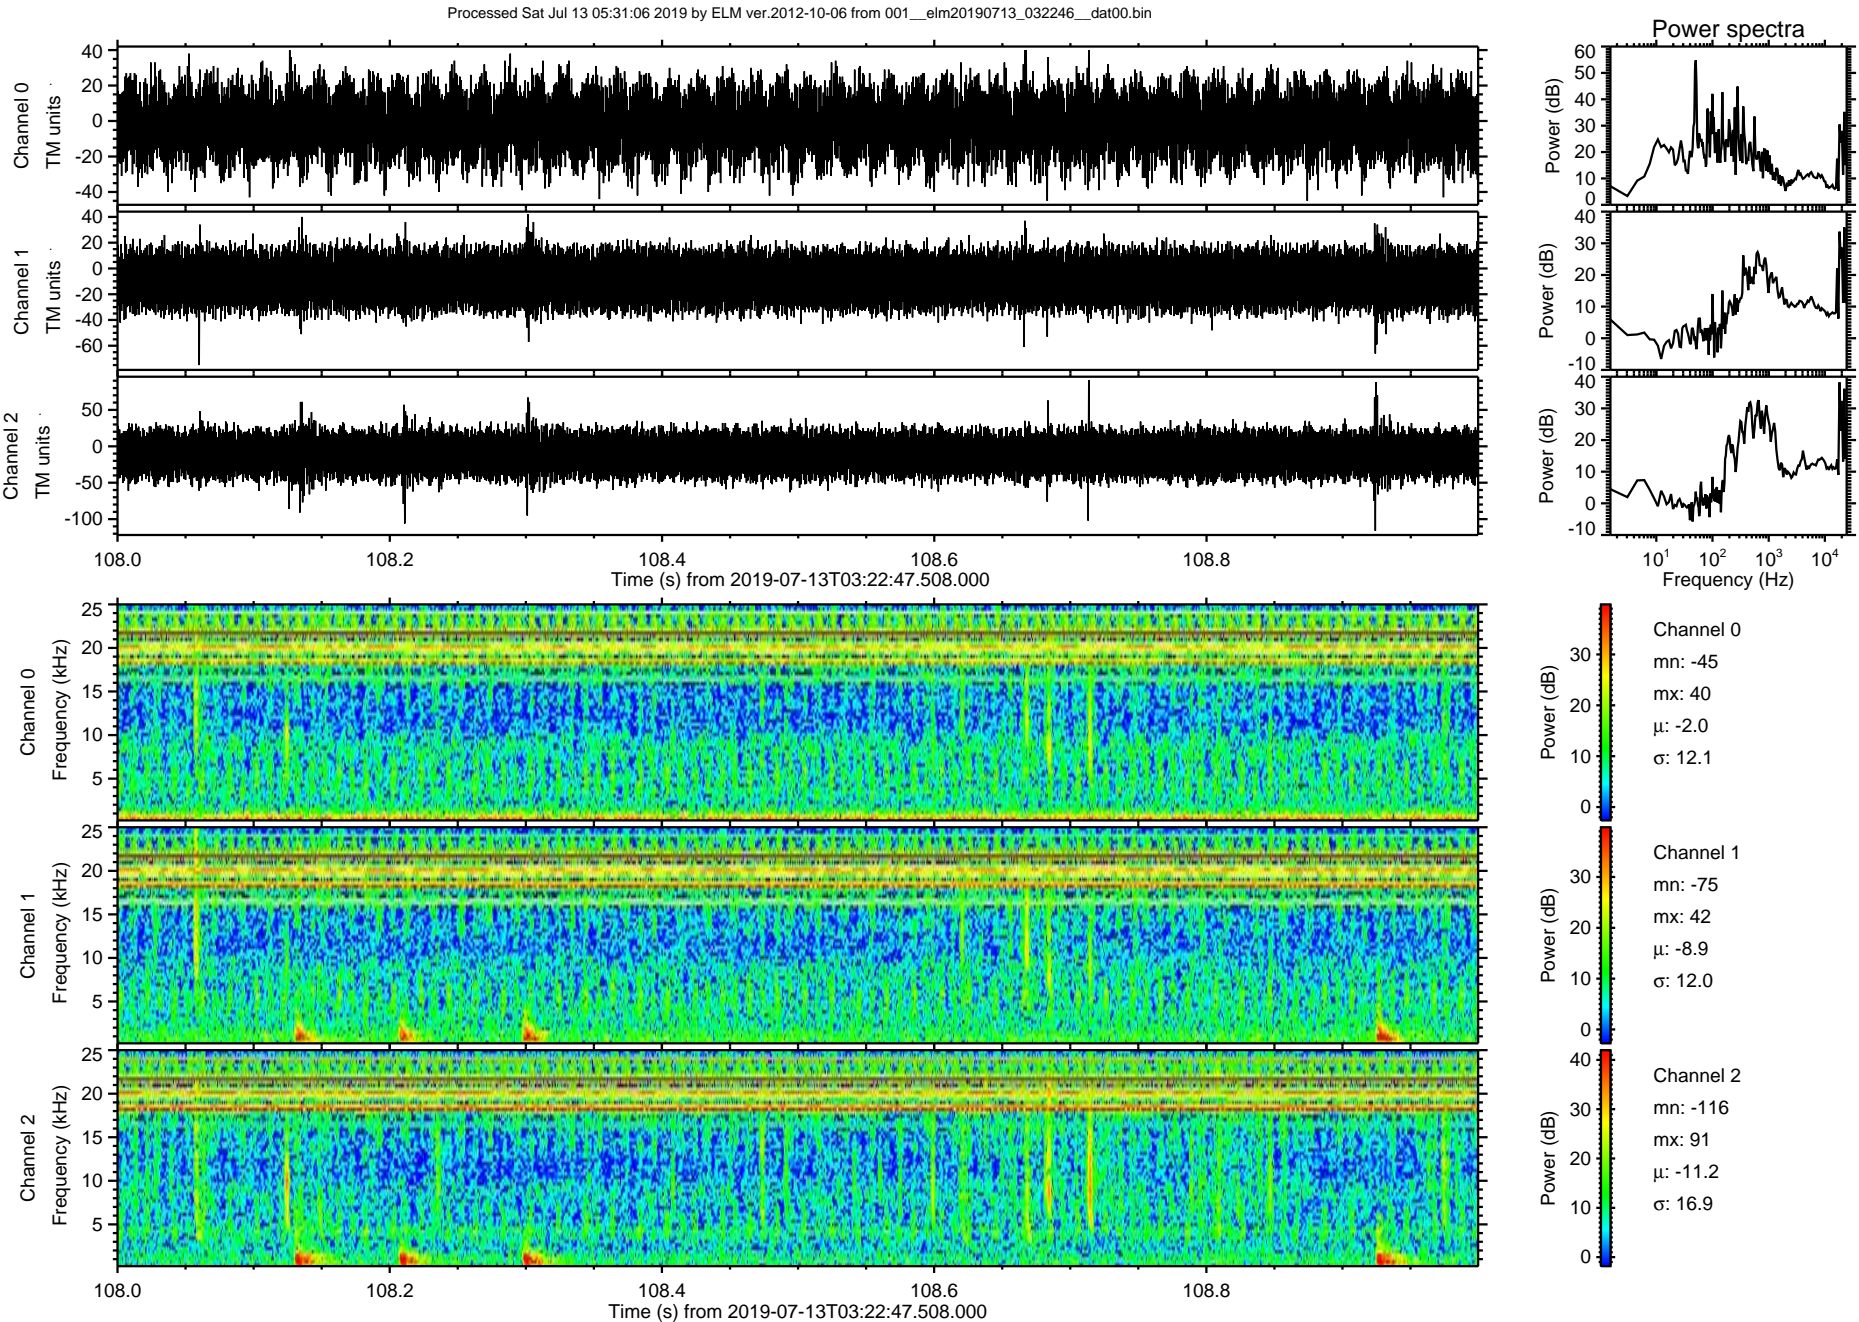 Processed Sat Jul 13 05:31:06 2019 by ELM ver.2012-10-06 from 001__elm20190713_032246__dat00.bin
Power spectra
Channel 0
TM units
40
20
0
-20
-40
Power (dB)
60
50
40
30
20
10
0
Channel 1
TM units
40
20
0
-20
-40
-60
Power (dB)
40
30
20
10
0
-10
Channel 2
TM units
50
0
-50
-100
Power (dB)
40
30
20
10
0
-10
108.0 108.2 108.4 108.6 108.8
Time (s) from 2019-07-13T03:22:47.508.000
10^1 10^2 10^3 10^4
Frequency (Hz)
Channel 0
Frequency (kHz)
25
20
15
10
5
Power (dB)
30
20
10
0
Channel 0
mn: -45
mx: 40
μ: -2.0
σ: 12.1
Channel 1
Frequency (kHz)
25
20
15
10
5
Power (dB)
30
20
10
0
Channel 1
mn: -75
mx: 42
μ: -8.9
σ: 12.0
Channel 2
Frequency (kHz)
25
20
15
10
5
Power (dB)
40
30
20
10
0
Channel 2
mn: -116
mx: 91
μ: -11.2
σ: 16.9
108.0 108.2 108.4 108.6 108.8
Time (s) from 2019-07-13T03:22:47.508.000